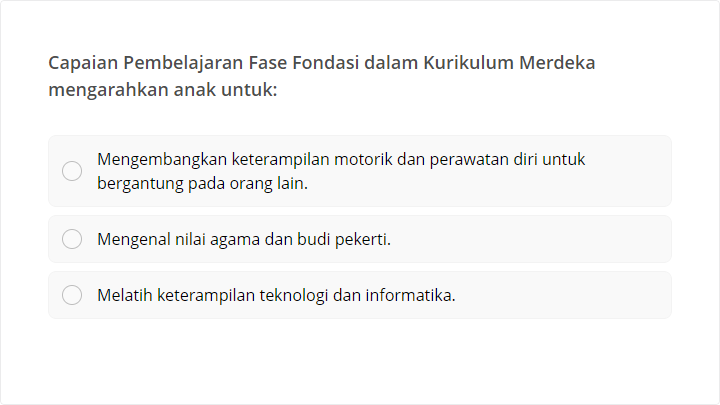 Capaian Pembelajaran Fase Fondasi dalam Kurikulum Merdeka
mengarahkan anak untuk:
Mengembangkan keterampilan motorik dan perawatan diri untuk
bergantung pada orang lain.
Mengenal nilai agama dan budi pekerti.
Melatih keterampilan teknologi dan informatika.